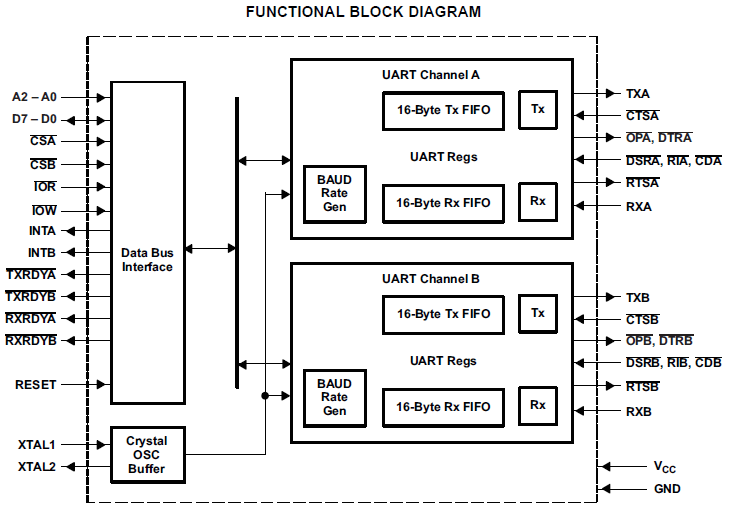 FUNCTIONAL BLOCK DIAGRAM
A2 – A0
D7 – D0
CSA
CSB
IOR
IOW
INTA
INTB
TXRDYA
TXRDYB
RXRDYA
RXRDYB
RESET
XTAL1
XTAL2
Data Bus
Interface
Crystal
OSC
Buffer
UART Channel A
16-Byte Tx FIFO
Tx
UART Regs
BAUD
Rate
Gen
16-Byte Rx FIFO
Rx
UART Channel B
16-Byte Tx FIFO
Tx
UART Regs
BAUD
Rate
Gen
16-Byte Rx FIFO
Rx
TXA
CTSA
OPA, DTRA
DSRA, RIA, CDA
RTSA
RXA
TXB
CTSB
OPB, DTRB
DSRB, RIB, CDB
RTSB
RXB
VCC
GND